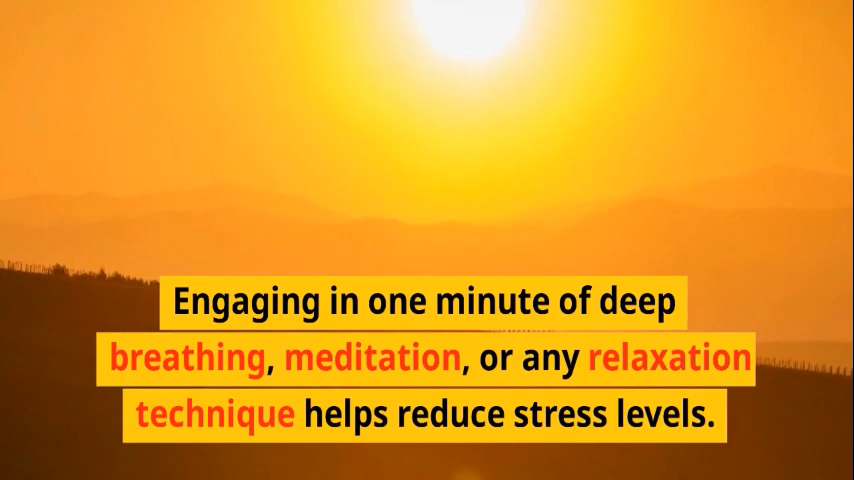 Engaging in one minute of deep
breathing, meditation, or any relaxation
technique helps reduce stress levels.